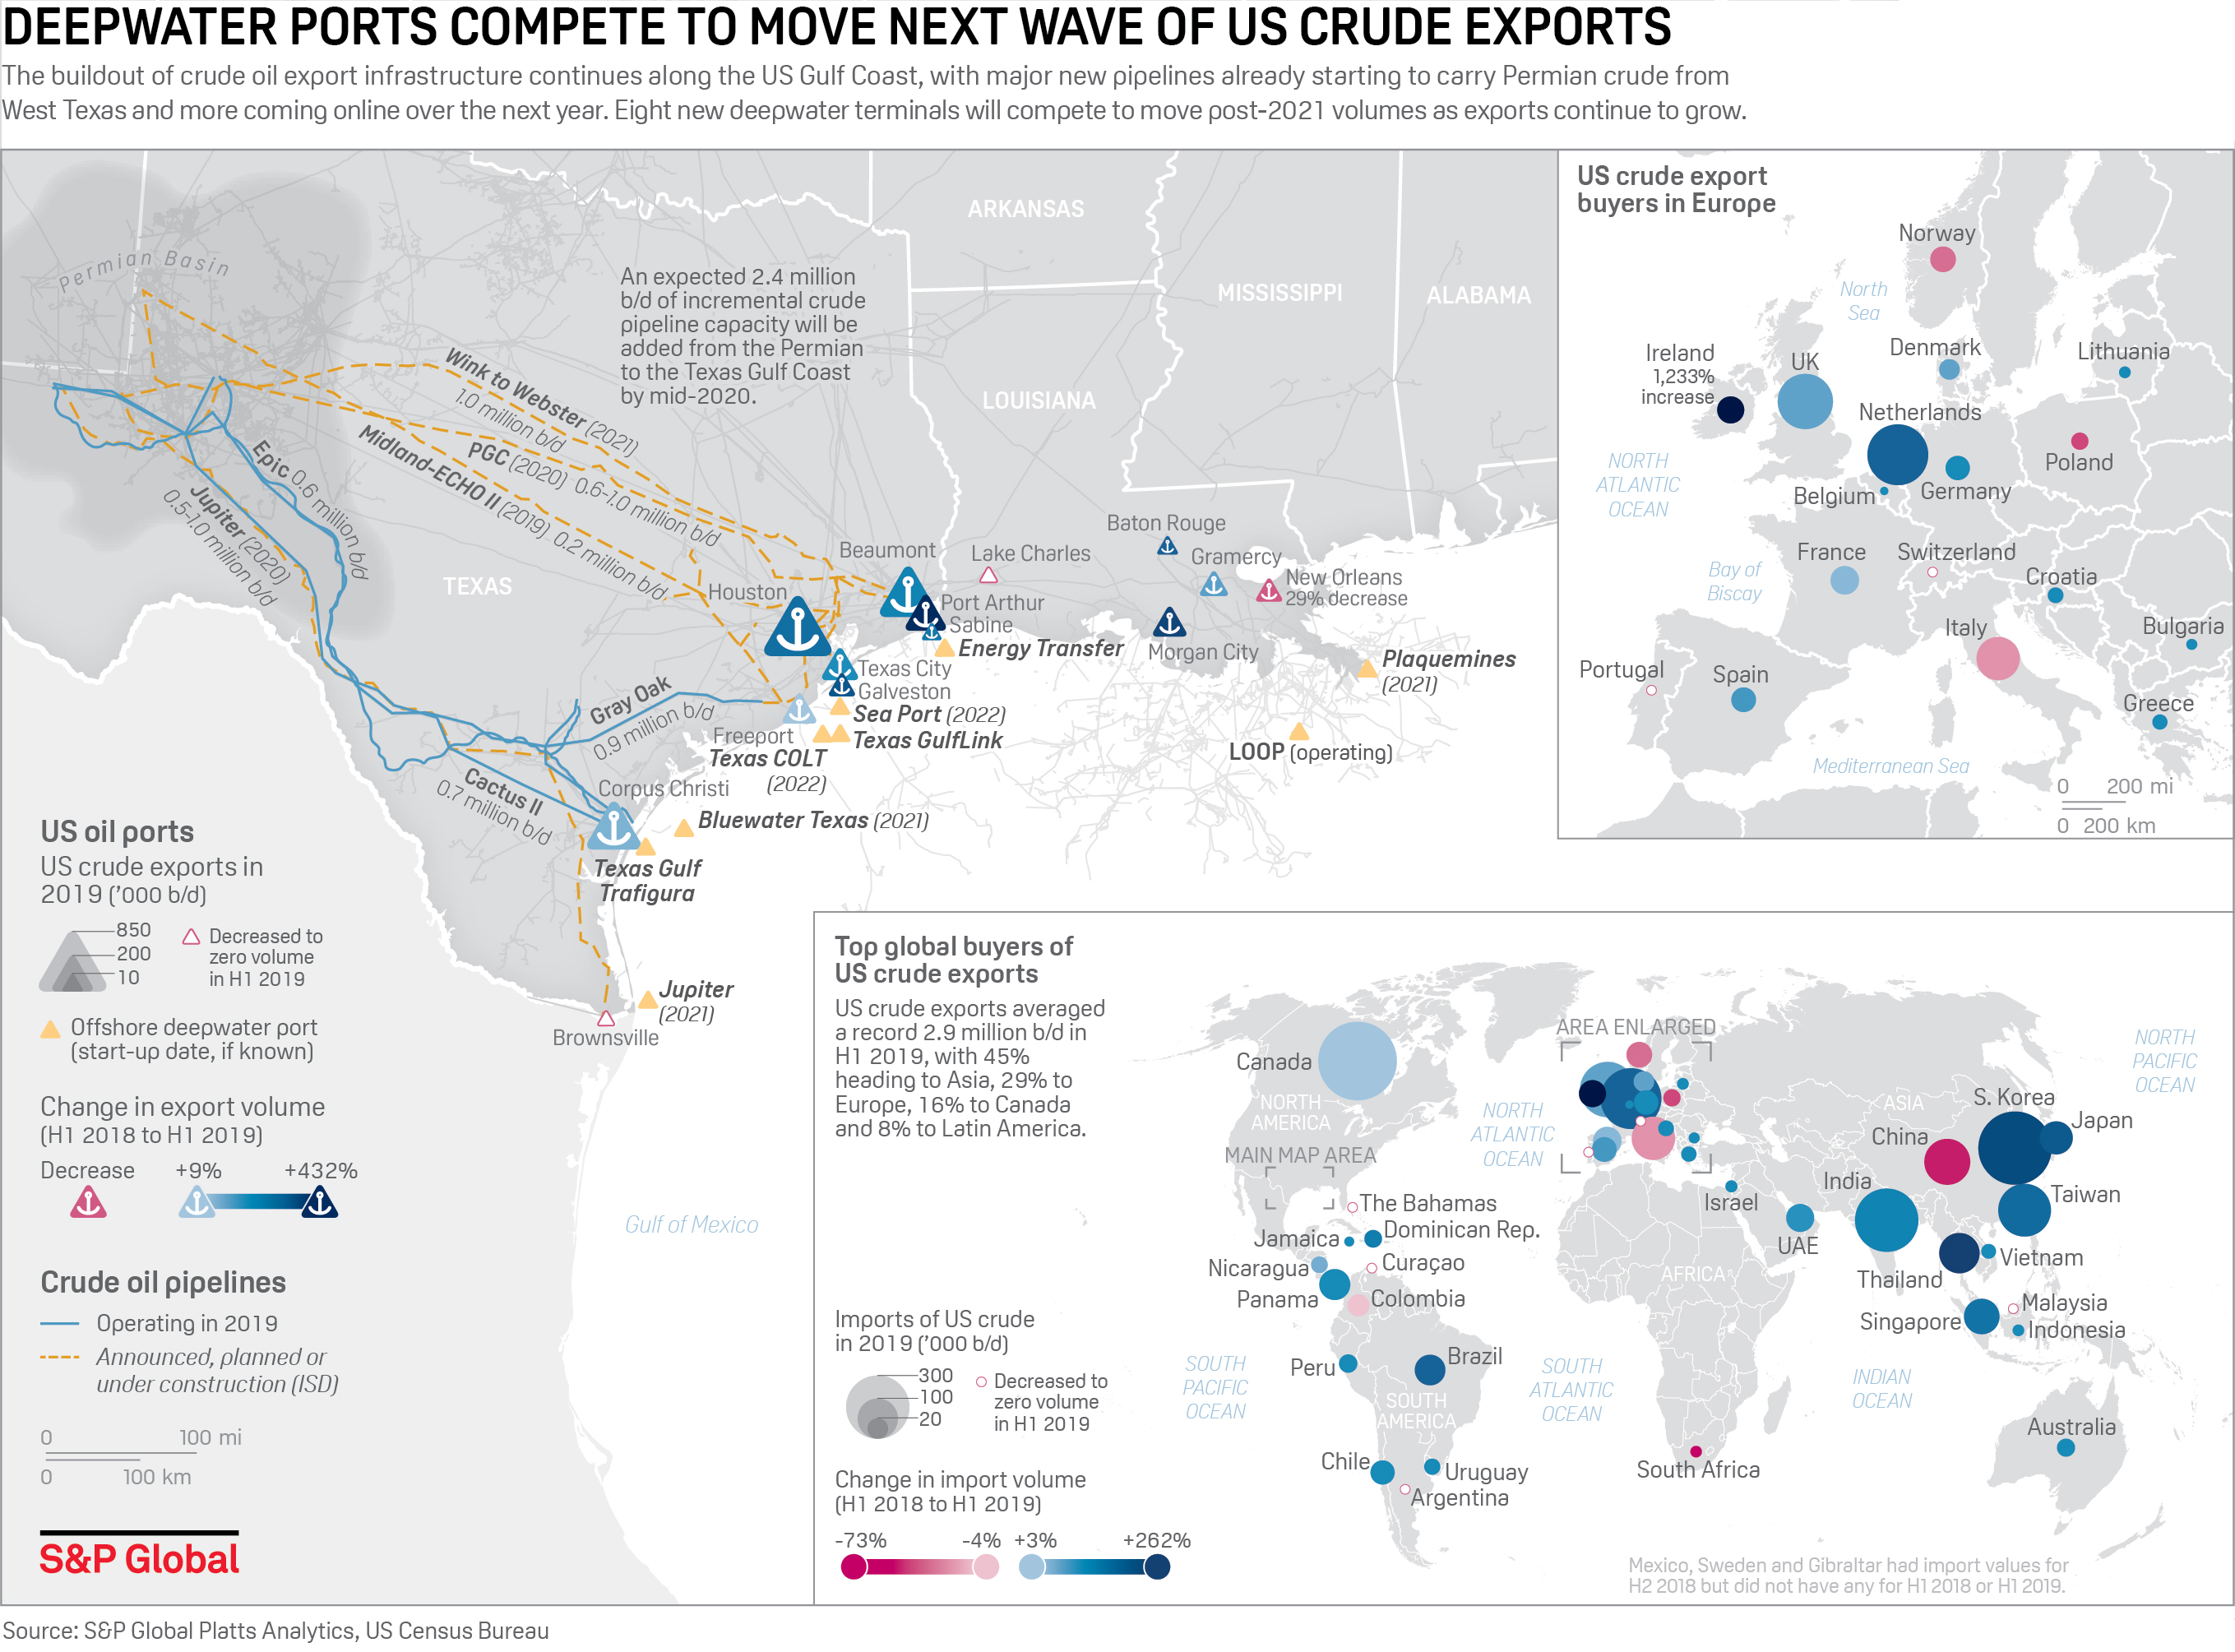 DEEPWATER PORTS COMPETE TO MOVE NEXT WAVE OF US CRUDE EXPORTS
The buildout of crude oil export infrastructure continues along the US Gulf Coast, with major new pipelines already starting to carry Permian crude from
West Texas and more coming online over the next year. Eight new deepwater terminals will compete to move post-2021 volumes as exports continue to grow.
Permian Basin
An expected 2.4 million
b/d of incremental crude
pipeline capacity will be
added from the Permian
to the Texas Gulf Coast
by mid-2020.
ARKANSAS
MISSISSIPPI
ALABAMA
LOUISIANA
TEXAS
Wink to Webster (2021)
1.0 million b/d
PGC (2020) 0.6-1.0 million b/d
Midland-ECHO II (2019) 0.2 million b/d
Epic 0.6 million b/d
Jupiter (2020)
0.5-1.0 million b/d
Gray Oak
0.9 million b/d
Cactus II
0.7 million b/d
Beaumont
Lake Charles
Baton Rouge
Gramercy
New Orleans
29% decrease
Houston
Port Arthur
Sabine
Energy Transfer
Morgan City
Plaquemines
(2021)
Texas City
Galveston
Sea Port (2022)
Freeport
Texas GulfLink
Texas COLT
(2022)
LOOP (operating)
Corpus Christi
Bluewater Texas (2021)
Texas Gulf
Trafigura
Jupiter
(2021)
Brownsville
Gulf of Mexico
US oil ports
US crude exports in
2019 ('000 b/d)
850
200
10
Decreased to
zero volume
in H1 2019
Offshore deepwater port
(start-up date, if known)
Change in export volume
(H1 2018 to H1 2019)
Decrease
+9%
+432%
Crude oil pipelines
Operating in 2019
Announced, planned or
under construction (ISD)
0 100 mi
0 100 km
S&P Global
US crude export
buyers in Europe
Norway
North
Sea
Ireland
1,233%
increase
UK
Denmark
Lithuania
Netherlands
NORTH
ATLANTIC
OCEAN
Belgium
Germany
Poland
Bay of
Biscay
France
Switzerland
Croatia
Italy
Bulgaria
Portugal
Spain
Greece
Mediterranean Sea
0 200 mi
0 200 km
Top global buyers of
US crude exports
US crude exports averaged
a record 2.9 million b/d in
H1 2019, with 45%
heading to Asia, 29% to
Europe, 16% to Canada
and 8% to Latin America.
Imports of US crude
in 2019 ('000 b/d)
300
100
20
Decreased to
zero volume
in H1 2019
Change in import volume
(H1 2018 to H1 2019)
-73%
-4%
+3%
+262%
Canada
NORTH
AMERICA
MAIN MAP AREA
AREA ENLARGED
NORTH
ATLANTIC
OCEAN
NORTH
PACIFIC
OCEAN
ASIA
S. Korea
Japan
China
India
Taiwan
Israel
UAE
Thailand
Vietnam
Malaysia
Singapore
Indonesia
The Bahamas
Jamaica
Dominican Rep.
Nicaragua
Curaçao
Panama
Colombia
AFRICA
Peru
Brazil
SOUTH
PACIFIC
OCEAN
SOUTH
AMERICA
SOUTH
ATLANTIC
OCEAN
INDIAN
OCEAN
Australia
Chile
Uruguay
Argentina
South Africa
Mexico, Sweden and Gibraltar had import values for
H2 2018 but did not have any for H1 2018 or H1 2019.
Source: S&P Global Platts Analytics, US Census Bureau